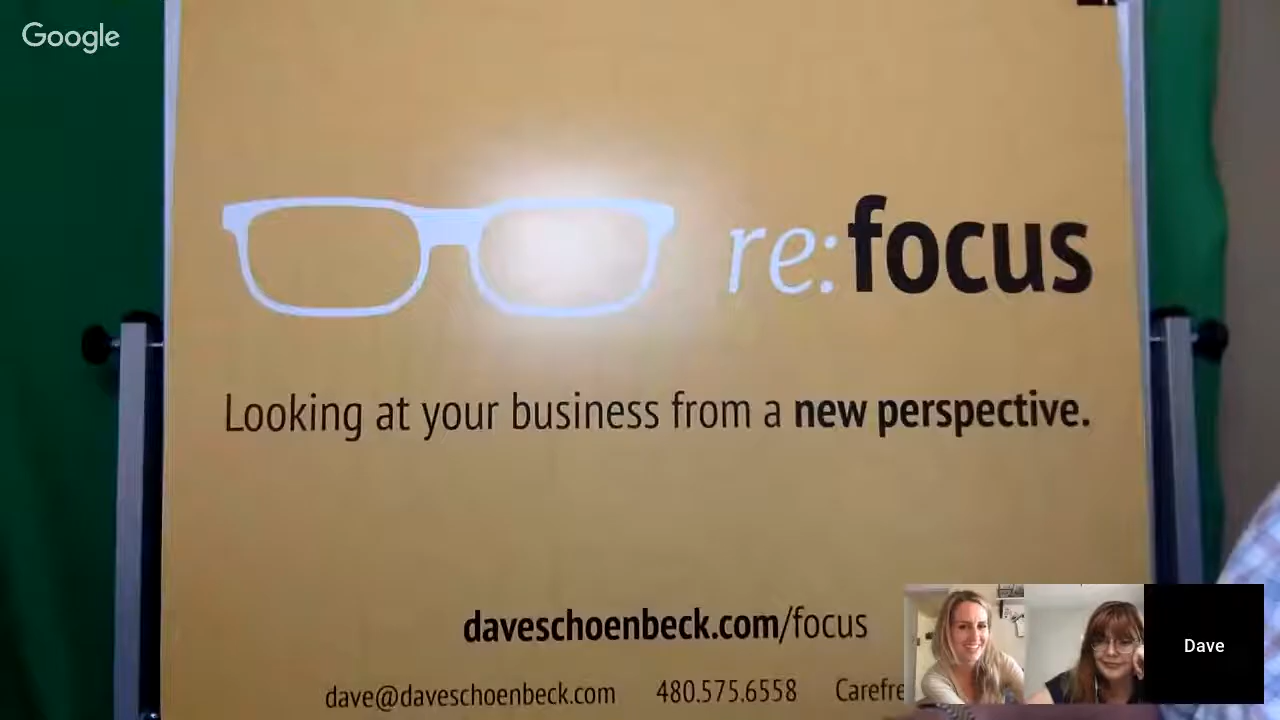 Google
re:focus
Looking at your business from a new perspective.
daveschoenbeck.com/focus
dave@daveschoenbeck.com 480.575.6558
Dave